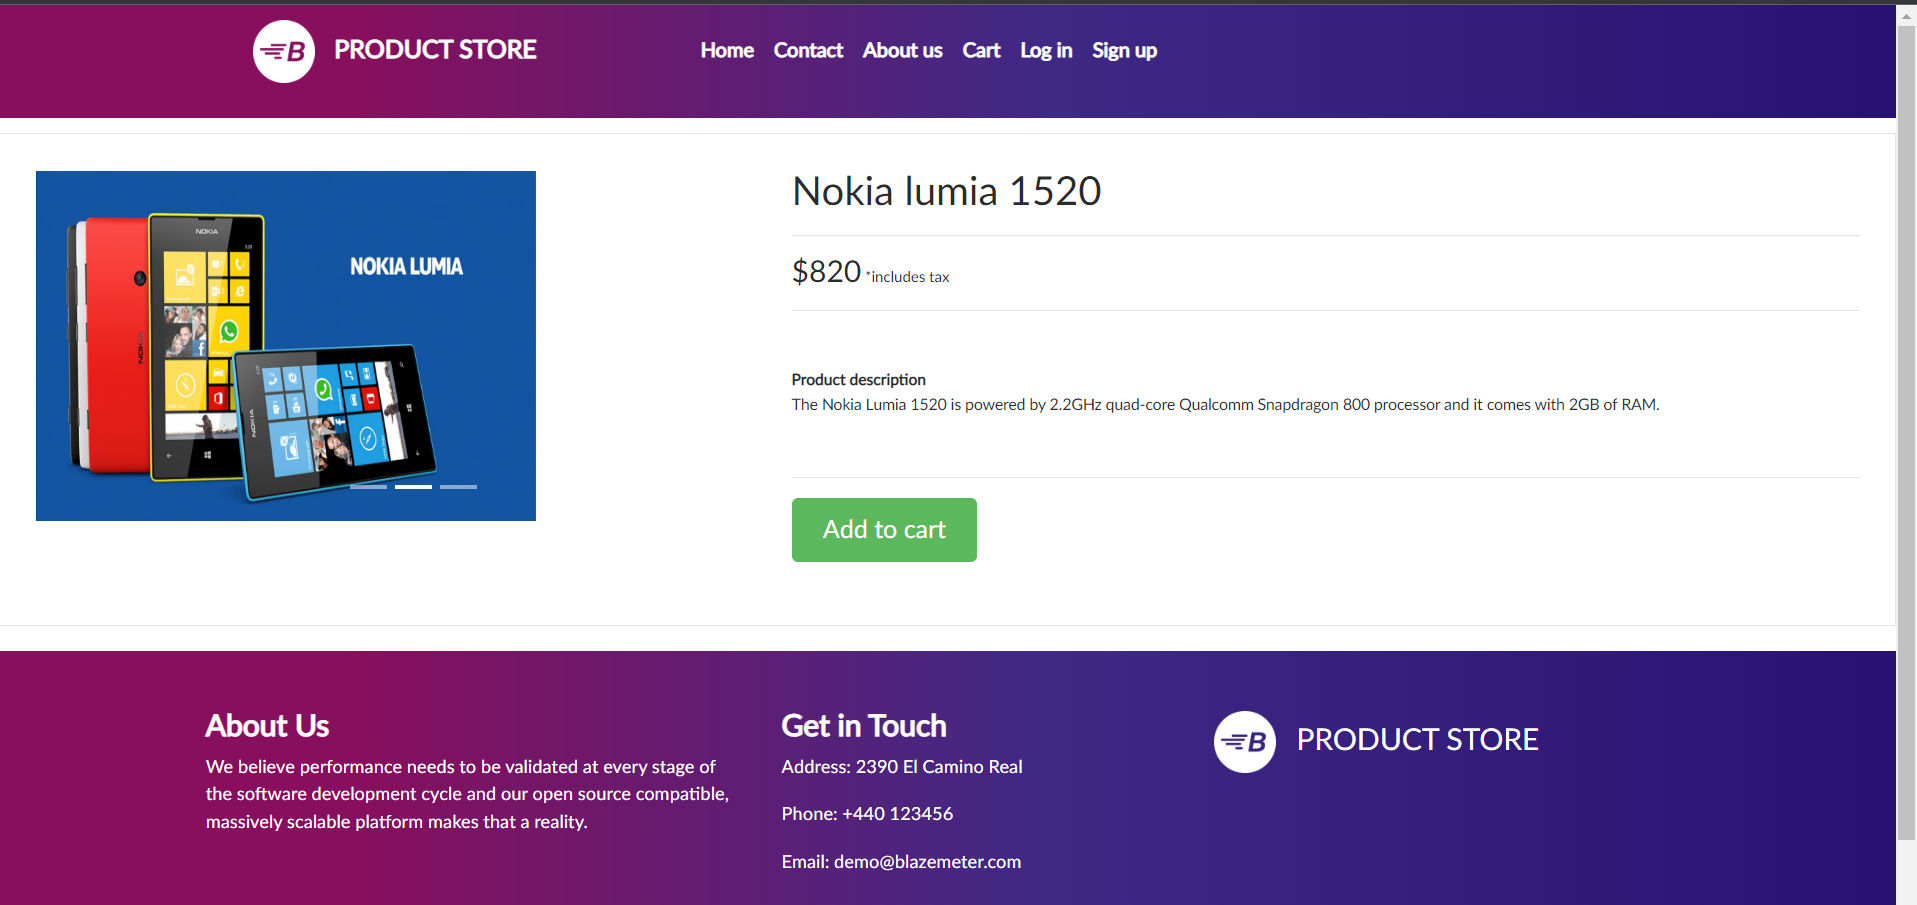 B PRODUCT STORE
Home Contact About us Cart Log in Sign up
NOKIA
NOKIA LUMIA
NOKIA
NOKIA
Nokia lumia 1520
$820 *includes tax
Product description
The Nokia Lumia 1520 is powered by 2.2GHz quad-core Qualcomm Snapdragon 800 processor and it comes with 2GB of RAM.
Add to cart
About Us
We believe performance needs to be validated at every stage of
the software development cycle and our open source compatible,
massively scalable platform makes that a reality.
Get in Touch
Address: 2390 El Camino Real
Phone: +440 123456
Email: demo@blazemeter.com
B PRODUCT STORE